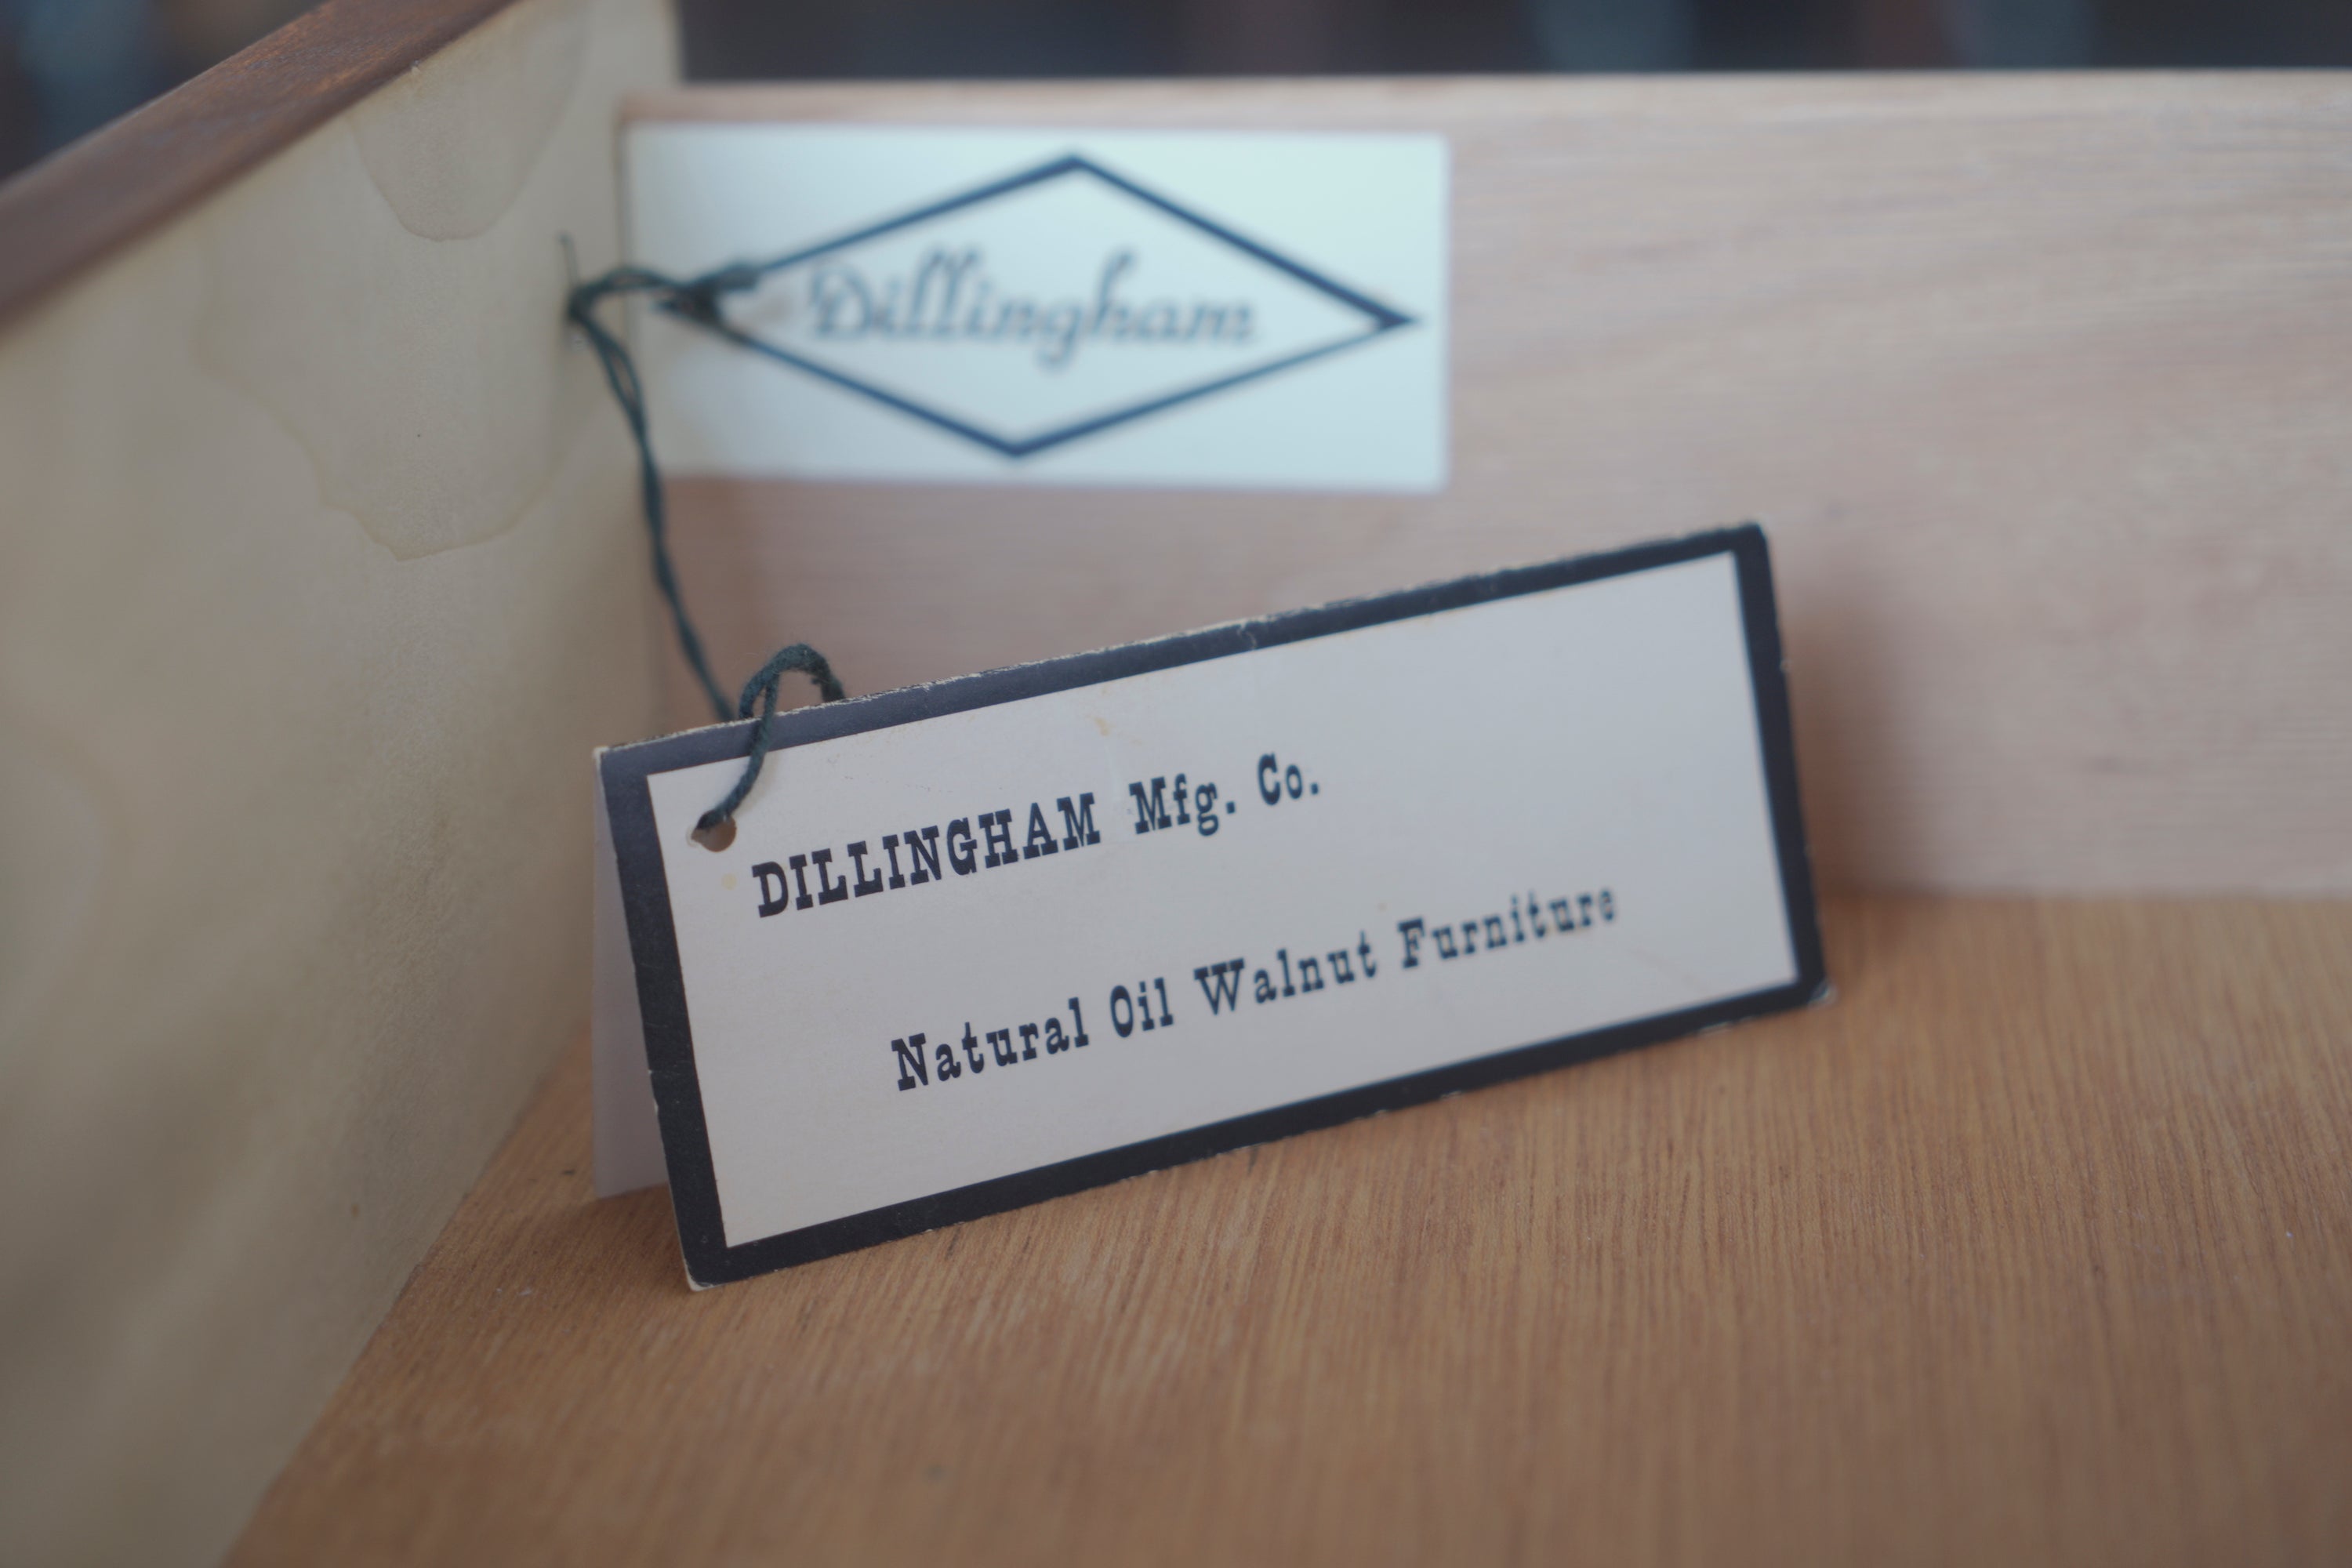 Dillingham
DILLINGHAM Mfg. Co.
Natural Oil Walnut Furniture